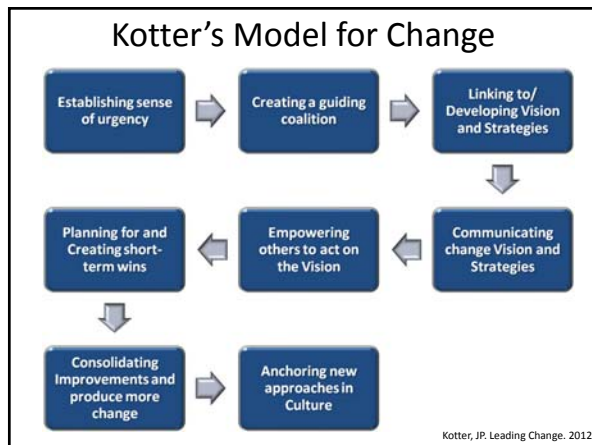 Kotter’s Model for Change
Establishing sense
of urgency
Creating a guiding
coalition
Linking to/
Developing Vision
and Strategies
Communicating
change Vision and
Strategies
Empowering
others to act on
the Vision
Planning for and
Creating short-
term wins
Consolidating
Improvements and
produce more
change
Anchoring new
approaches in
Culture
Kotter, JP. Leading Change. 2012